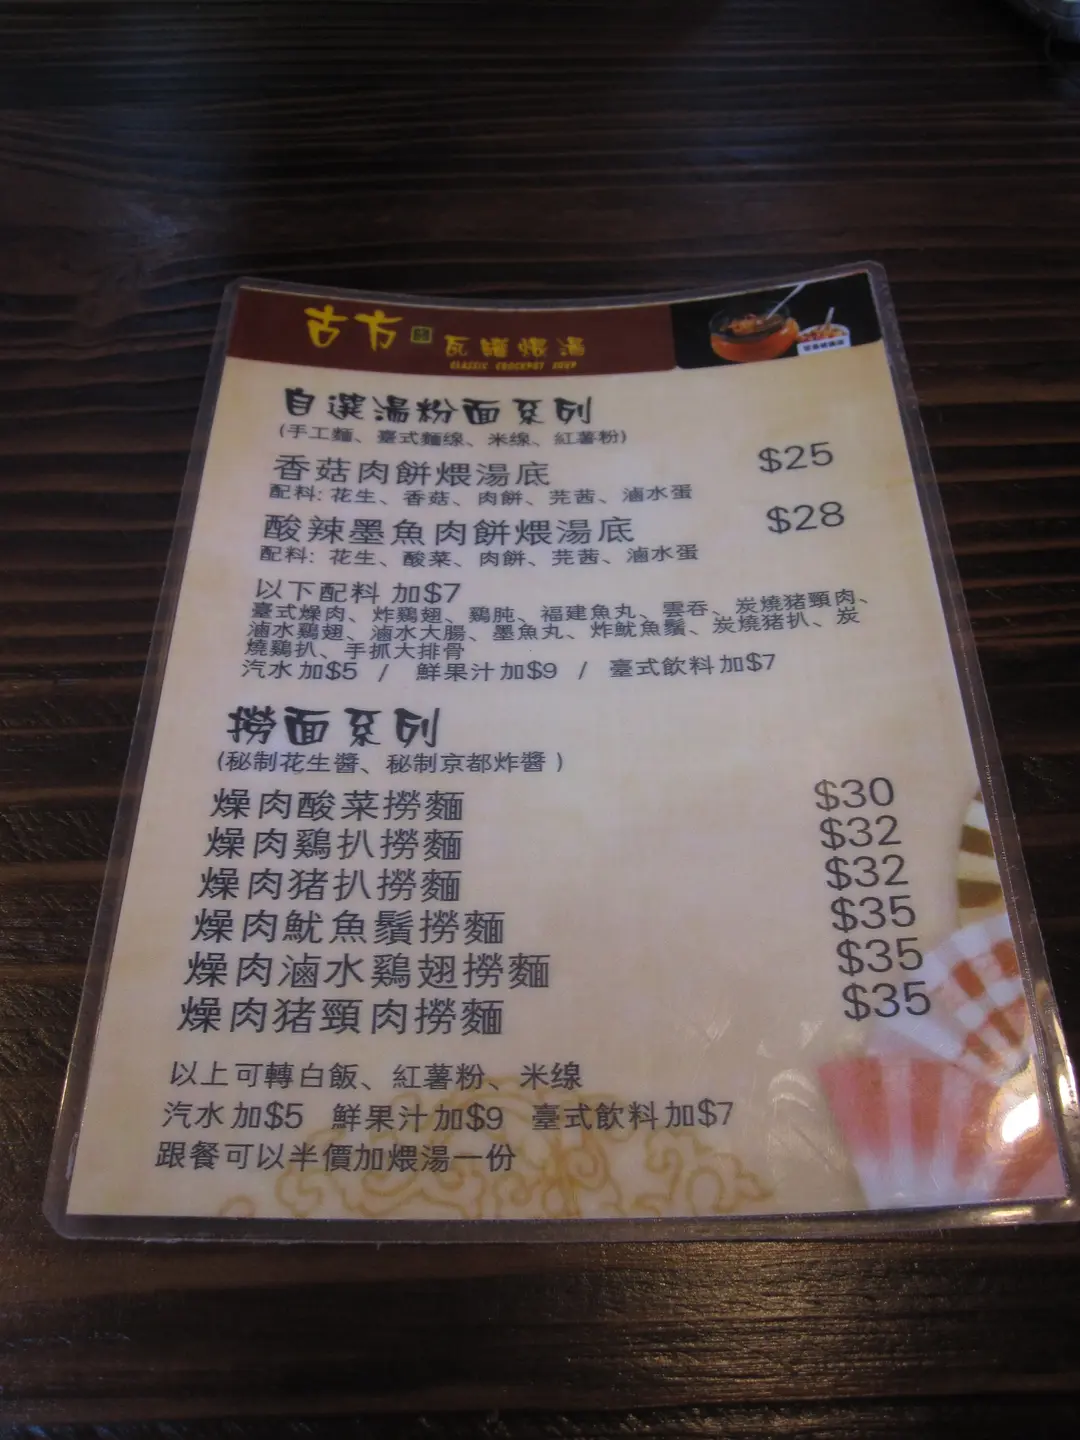 古方 瓦罐煨湯
CLASSIC CROCKPOT SOUP
自選湯粉面系列
(手工麵、臺式麵线、米线、紅薯粉)
香菇肉餅煨湯底 $25
配料: 花生、香菇、肉餅、芫茜、滷水蛋
酸辣墨魚肉餅煨湯底 $28
配料: 花生、酸菜、肉餅、芫茜、滷水蛋
以下配料 加$7
臺式燥肉、炸鷄翅、鷄肫、福建魚丸、雲吞、炭燒猪頸肉、
滷水鷄翅、滷水大腸、墨魚丸、炸魷魚鬚、炭燒猪扒、炭
燒鷄扒、手抓大排骨
汽水加$5 / 鮮果汁加$9 / 臺式飲料加$7
撈面系列
(秘制花生醬、秘制京都炸醬)
燥肉酸菜撈麵 $30
燥肉鷄扒撈麵 $32
燥肉猪扒撈麵 $32
燥肉魷魚鬚撈麵 $35
燥肉滷水鷄翅撈麵 $35
燥肉猪頸肉撈麵 $35
以上可轉白飯、紅薯粉、米线
汽水加$5 鮮果汁加$9 臺式飲料加$7
跟餐可以半價加煨湯一份